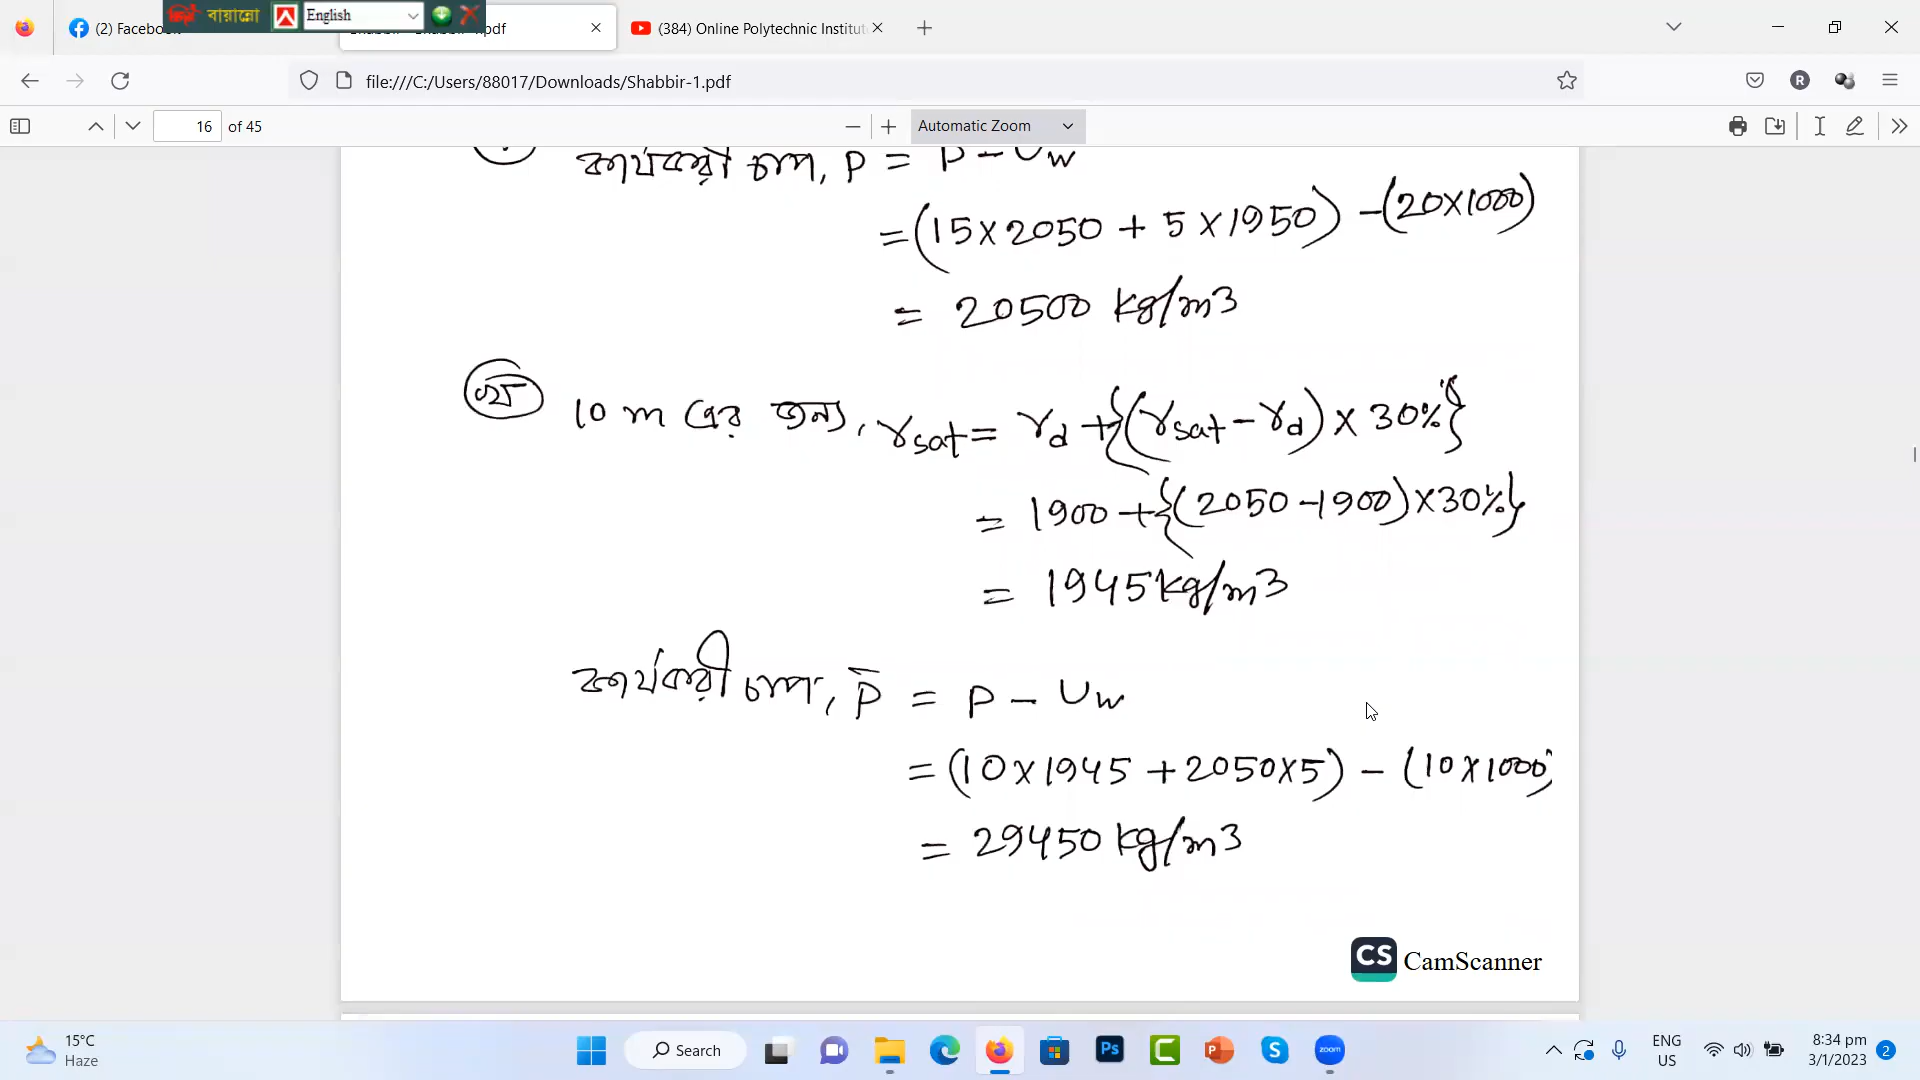 বায়ান্নো English
(2) Facebook
(384) Online Polytechnic Institut
file:///C:/Users/88017/Downloads/Shabbir-1.pdf
R
16 of 45
Automatic Zoom
কার্যকরী চাপ, P = P - Uw
= (15×2050 + 5×1950) - (20×1000)
= 20500 kg/m3
10 m এর জন্য, γsat = γd + {(γsat - γd) × 30%}
= 1900 + {(2050 - 1900) × 30%}
= 1945 kg/m3
কার্যকরী চাপ, P̄ = P - Uw
= (10×1945 + 2050×5) - (10×1000)
= 29450 kg/m3
CS CamScanner
15°C
Haze
Search
Ps
zoom
ENG
US
8:34 pm
3/1/2023
2